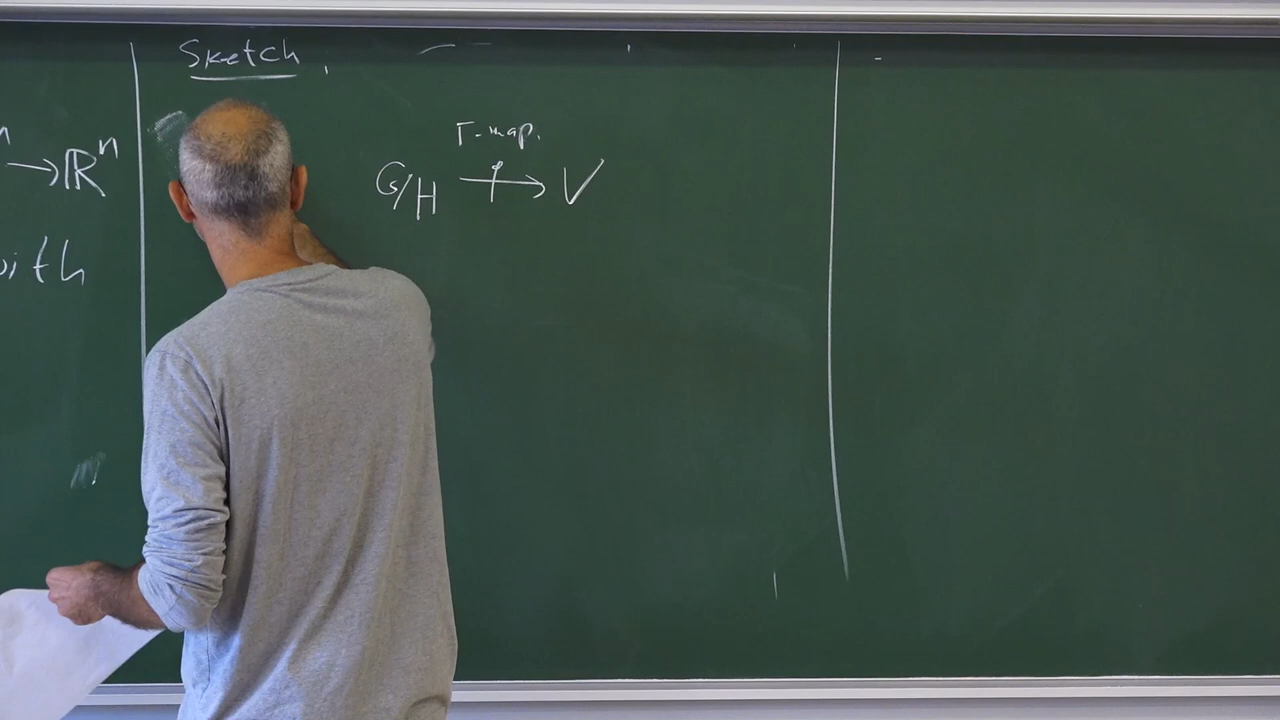 Sketch
n
→ ℝⁿ
Γ-map.
G/H → V
with